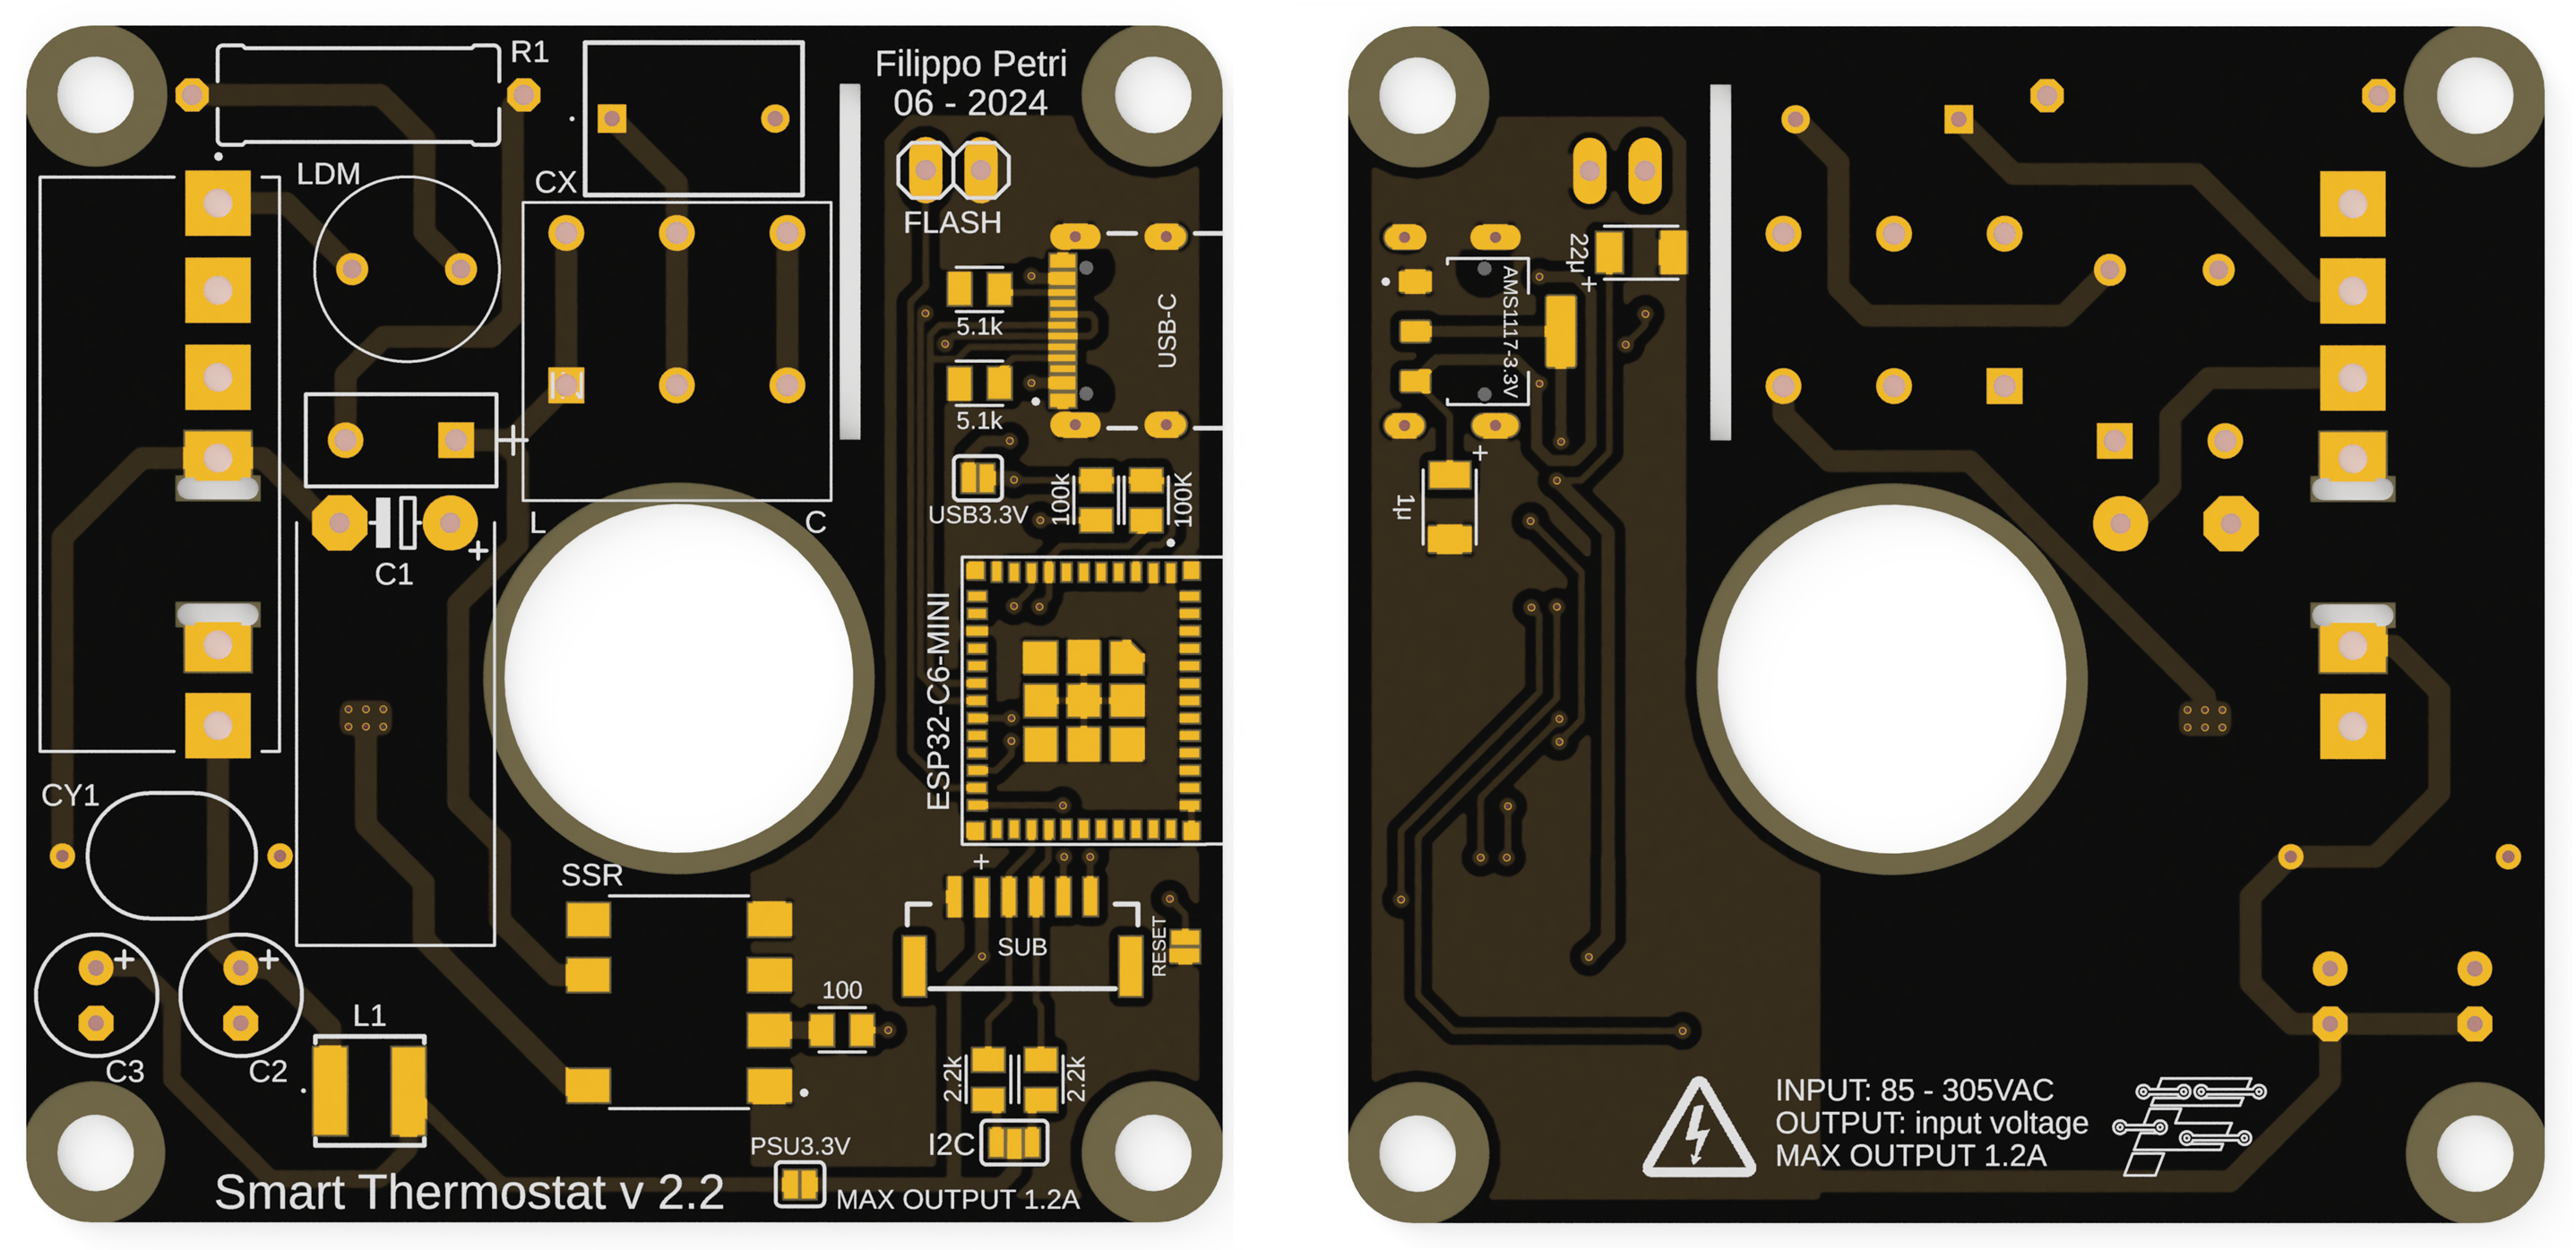 R1
Filippo Petri
06 - 2024
LDM
CX
FLASH
5.1k
USB-C
5.1k
+
USB3.3V
100k
100K
L
C
+
C1
ESP32-C6-MINI
CY1
SSR
+
SUB
RESET
+
+
100
L1
C3
C2
2.2k
2.2k
I2C
PSU3.3V
Smart Thermostat v 2.2
MAX OUTPUT 1.2A
22µ
+
AMS1117-3.3V
+
1µ
INPUT: 85 - 305VAC
OUTPUT: input voltage
MAX OUTPUT 1.2A